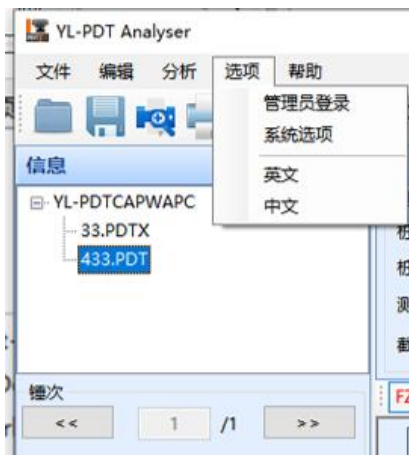 YL-PDT Analyser
文件 编辑 分析 选项 帮助
管理员登录
系统选项
英文
中文
信息
YL-PDTCAPWAPC
33.PDTX
433.PDT
锤次
<< 1 /1 >>